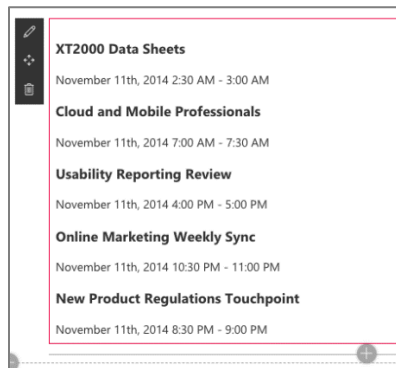 XT2000 Data Sheets
November 11th, 2014 2:30 AM - 3:00 AM
Cloud and Mobile Professionals
November 11th, 2014 7:00 AM - 7:30 AM
Usability Reporting Review
November 11th, 2014 4:00 PM - 5:00 PM
Online Marketing Weekly Sync
November 11th, 2014 10:30 PM - 11:00 PM
New Product Regulations Touchpoint
November 11th, 2014 8:30 PM - 9:00 PM